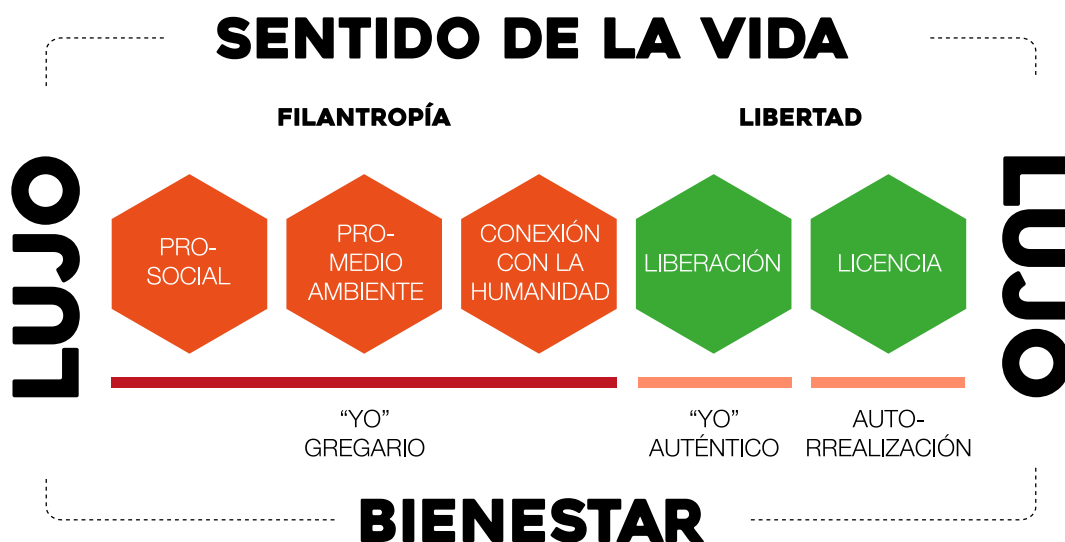 SENTIDO DE LA VIDA
FILANTROPÍA
LIBERTAD
LUJO
PRO-
SOCIAL
PRO-
MEDIO
AMBIENTE
CONEXIÓN
CON LA
HUMANIDAD
LIBERACIÓN
LICENCIA
LUJO
“YO”
GREGARIO
“YO”
AUTÉNTICO
AUTO-
RREALIZACIÓN
BIENESTAR